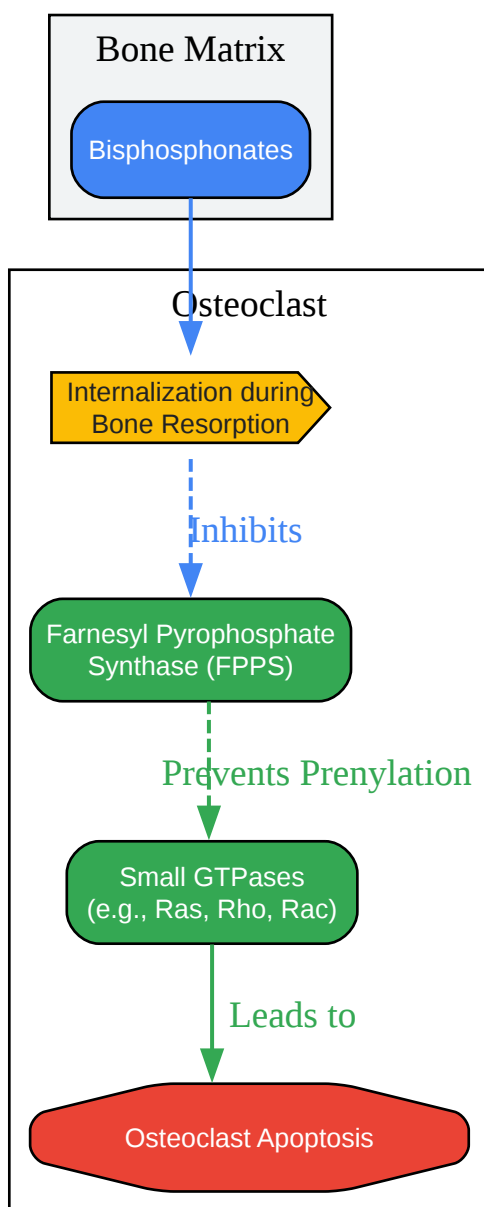 Bone Matrix
Bisphosphonates
Osteoclast
Internalization during
Bone Resorption
Inhibits
Farnesyl Pyrophosphate
Synthase (FPPS)
Prevents Prenylation
Small GTPases
(e.g., Ras, Rho, Rac)
Leads to
Osteoclast Apoptosis